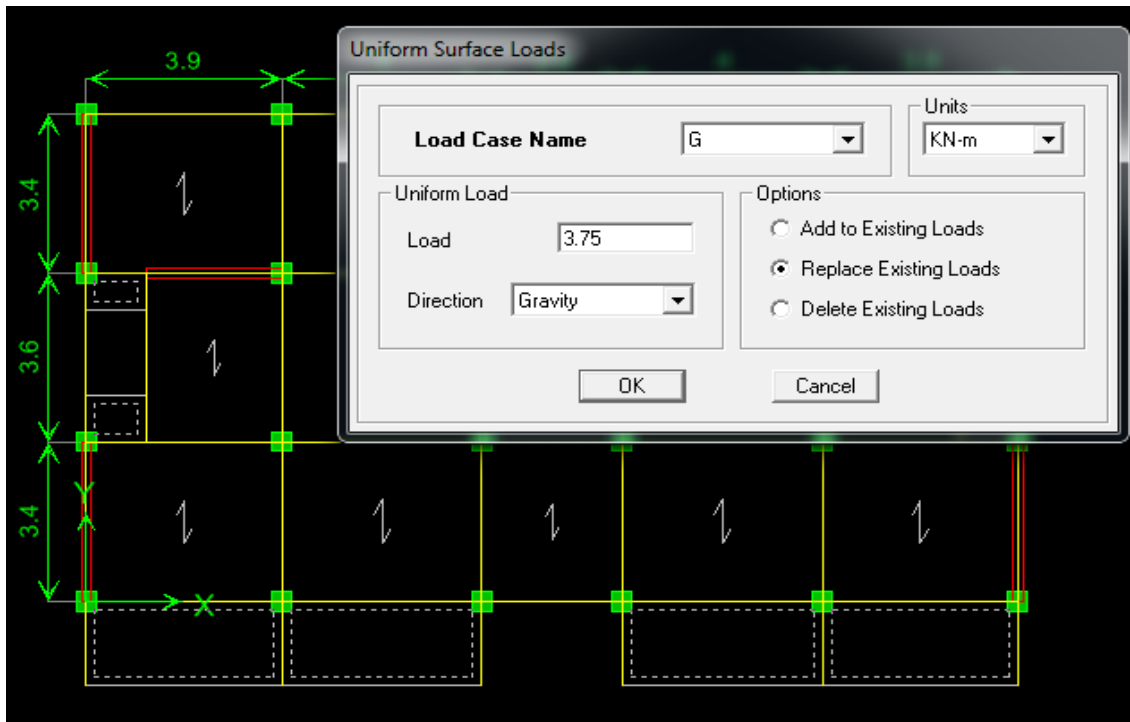 Uniform Surface Loads
Load Case Name
G
Units
KN-m
Uniform Load
Load
3.75
Direction
Gravity
Options
Add to Existing Loads
Replace Existing Loads
Delete Existing Loads
OK
Cancel
3.9
3.4
3.6
3.4
Y
X